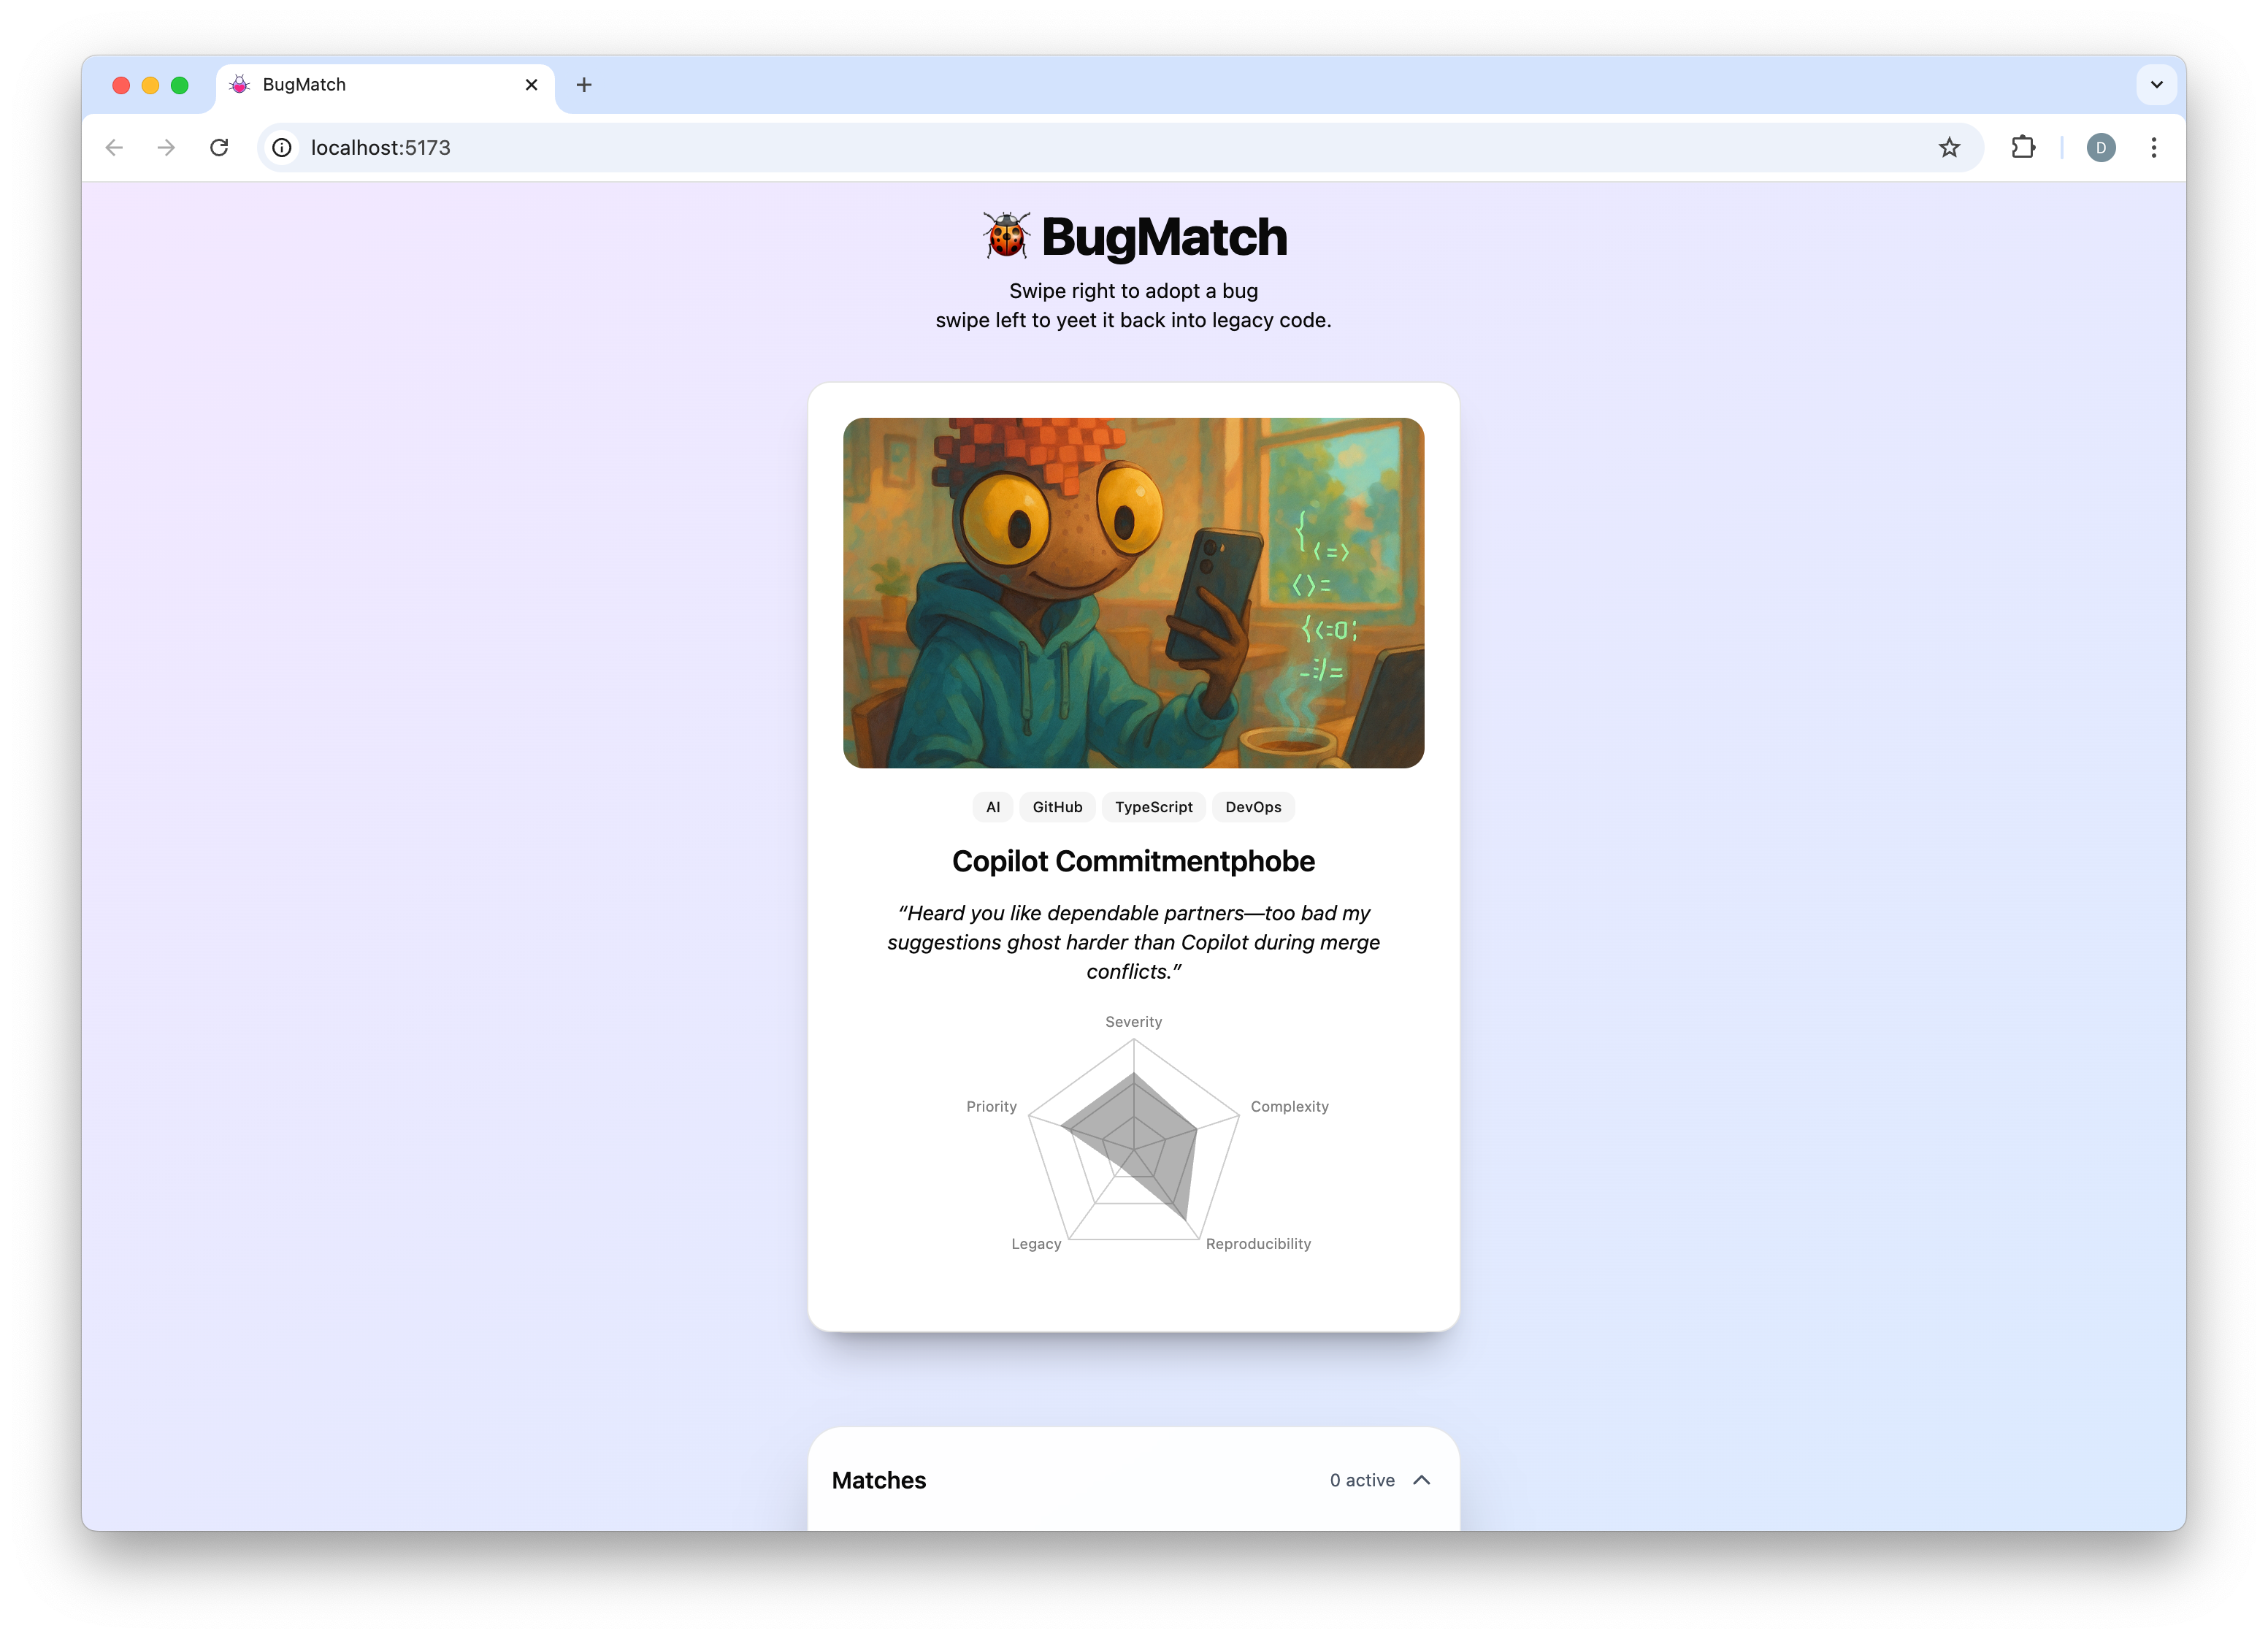 BugMatch
localhost:5173
D
BugMatch
Swipe right to adopt a bug
swipe left to yeet it back into legacy code.
{
<=>
<>=
{<=0;
-:/=
AI GitHub TypeScript DevOps
Copilot Commitmentphobe
“Heard you like dependable partners—too bad my
suggestions ghost harder than Copilot during merge
conflicts.”
Severity
Priority Complexity
Legacy Reproducibility
Matches 0 active